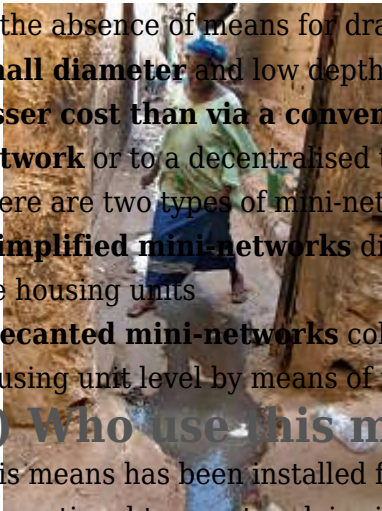 the absence of means for dra
all diameter and low depth
sser cost than via a conven
twork or to a decentralised t
ere are two types of mini-net
implified mini-networks di
e housing units
ecanted mini-networks col
using unit level by means of
) Who use this m
is means has been installed f